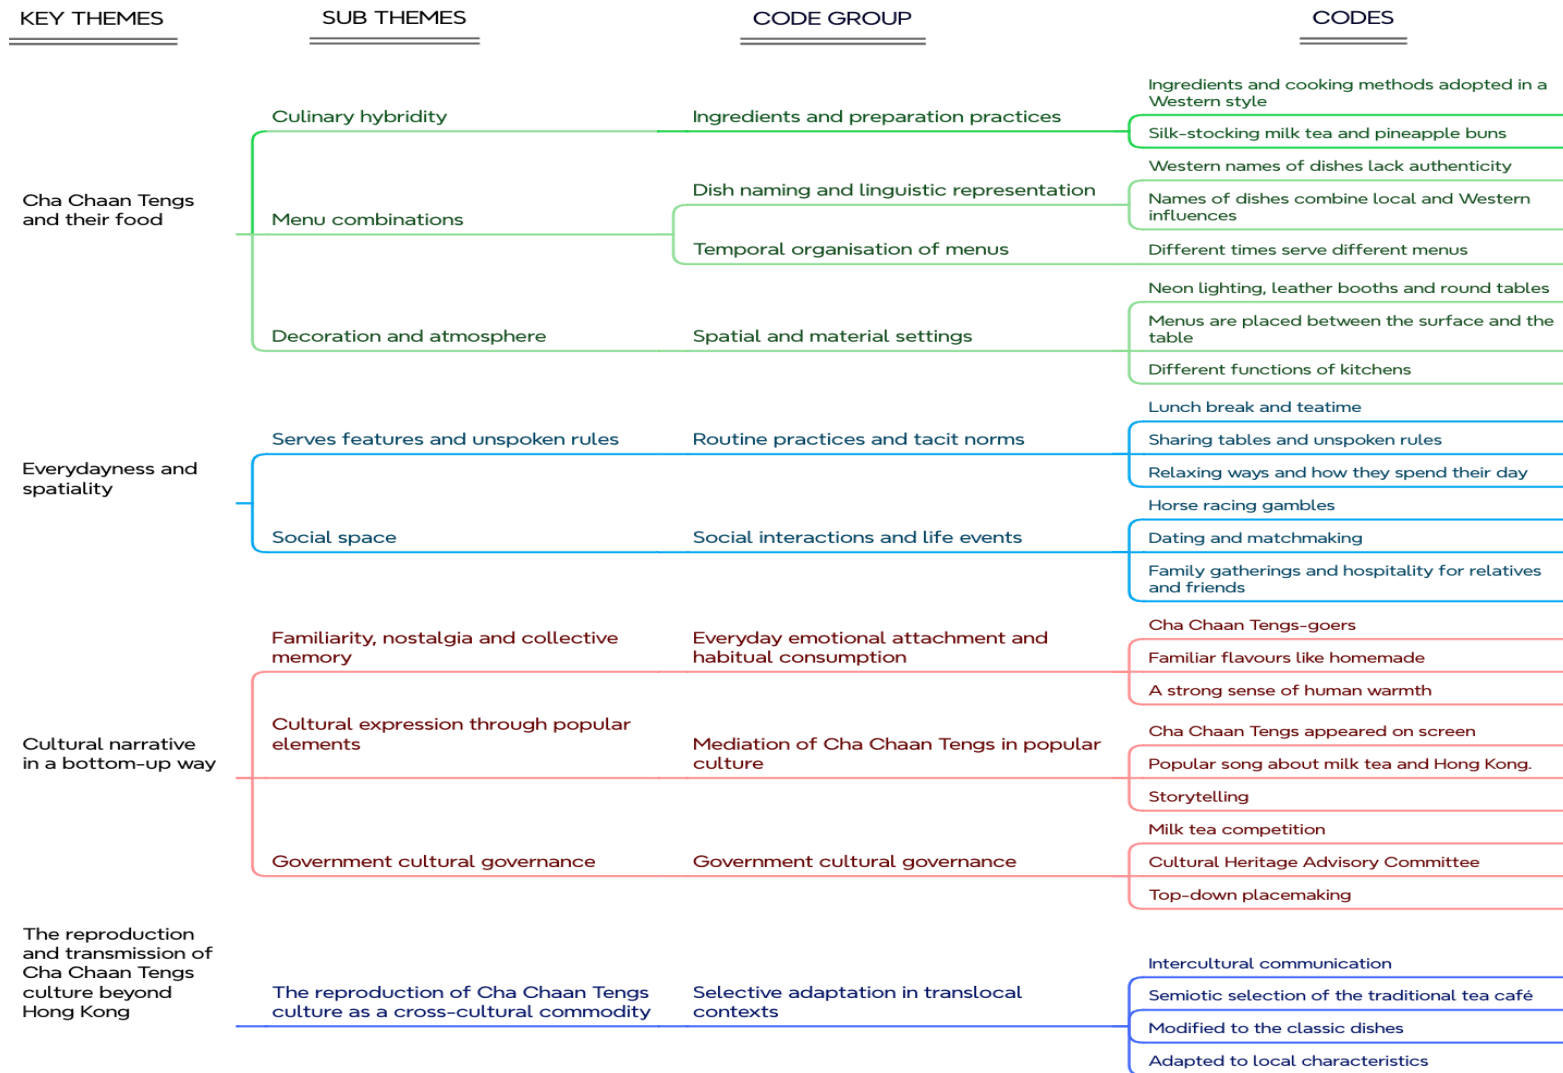 KEY THEMES
SUB THEMES
CODE GROUP
CODES
Cha Chaan Tengs
and their food
Culinary hybridity
Ingredients and preparation practices
Ingredients and cooking methods adopted in a
Western style
Silk-stocking milk tea and pineapple buns
Menu combinations
Dish naming and linguistic representation
Western names of dishes lack authenticity
Names of dishes combine local and Western
influences
Temporal organisation of menus
Different times serve different menus
Decoration and atmosphere
Spatial and material settings
Neon lighting, leather booths and round tables
Menus are placed between the surface and the
table
Different functions of kitchens
Everydayness and
spatiality
Serves features and unspoken rules
Routine practices and tacit norms
Lunch break and teatime
Sharing tables and unspoken rules
Relaxing ways and how they spend their day
Social space
Social interactions and life events
Horse racing gambles
Dating and matchmaking
Family gatherings and hospitality for relatives
and friends
Cultural narrative
in a bottom-up way
Familiarity, nostalgia and collective
memory
Everyday emotional attachment and
habitual consumption
Cha Chaan Tengs-goers
Familiar flavours like homemade
A strong sense of human warmth
Cultural expression through popular
elements
Mediation of Cha Chaan Tengs in popular
culture
Cha Chaan Tengs appeared on screen
Popular song about milk tea and Hong Kong.
Storytelling
Government cultural governance
Government cultural governance
Milk tea competition
Cultural Heritage Advisory Committee
Top-down placemaking
The reproduction
and transmission of
Cha Chaan Tengs
culture beyond
Hong Kong
The reproduction of Cha Chaan Tengs
culture as a cross-cultural commodity
Selective adaptation in translocal
contexts
Intercultural communication
Semiotic selection of the traditional tea café
Modified to the classic dishes
Adapted to local characteristics